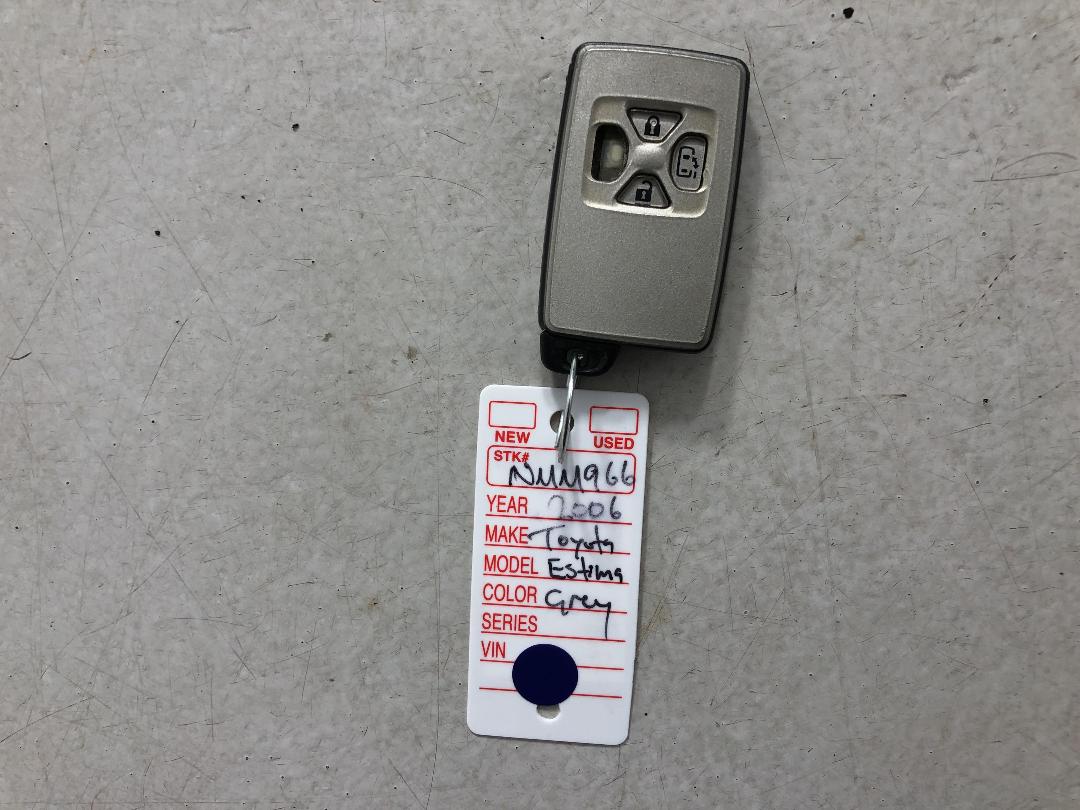 NEW USED
STK# NMM966
YEAR 2006
MAKE Toyota
MODEL Estima
COLOR Grey
SERIES
VIN